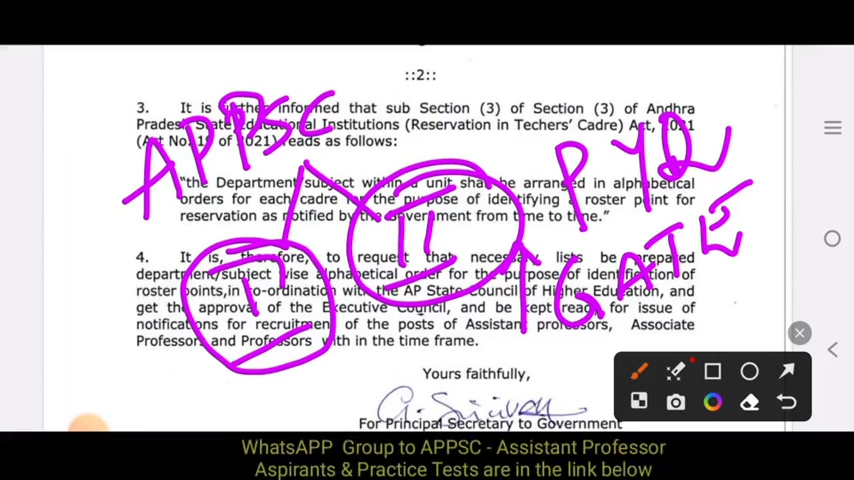 ::2::
3. It is further informed that sub Section (3) of Section (3) of Andhra
Pradesh State Educational Institutions (Reservation in Techers' Cadre) Act, 2021
(Act No. 19 of 2021) reads as follows:
"the Department/subject within a unit shall be arranged in alphabetical
orders for each cadre for the purpose of identifying a roster point for
reservation as notified by the Government from time to time."
4. It is, therefore, to request that necessary lists be prepared
department/subject wise alphabetical order for the purpose of identification of
roster points,in co-ordination with the AP State Council of Higher Education, and
get the approval of the Executive Council, and be kept ready for issue of
notifications for recruitment of the posts of Assistant professors, Associate
Professors and Professors with in the time frame.
Yours faithfully,
For Principal Secretary to Government
APPSC
I
II
PYQ
GATE
WhatsAPP Group to APPSC - Assistant Professor
Aspirants & Practice Tests are in the link below